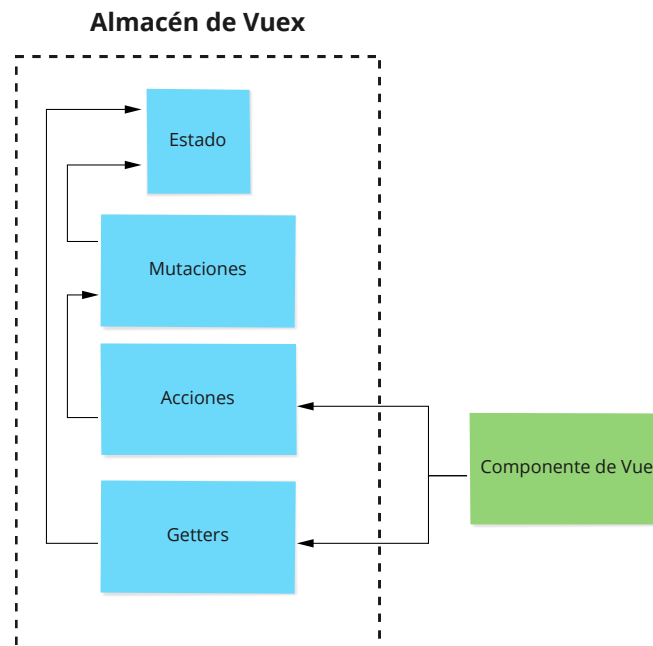 Almacén de Vuex
Estado
Mutaciones
Acciones
Componente de Vue
Getters